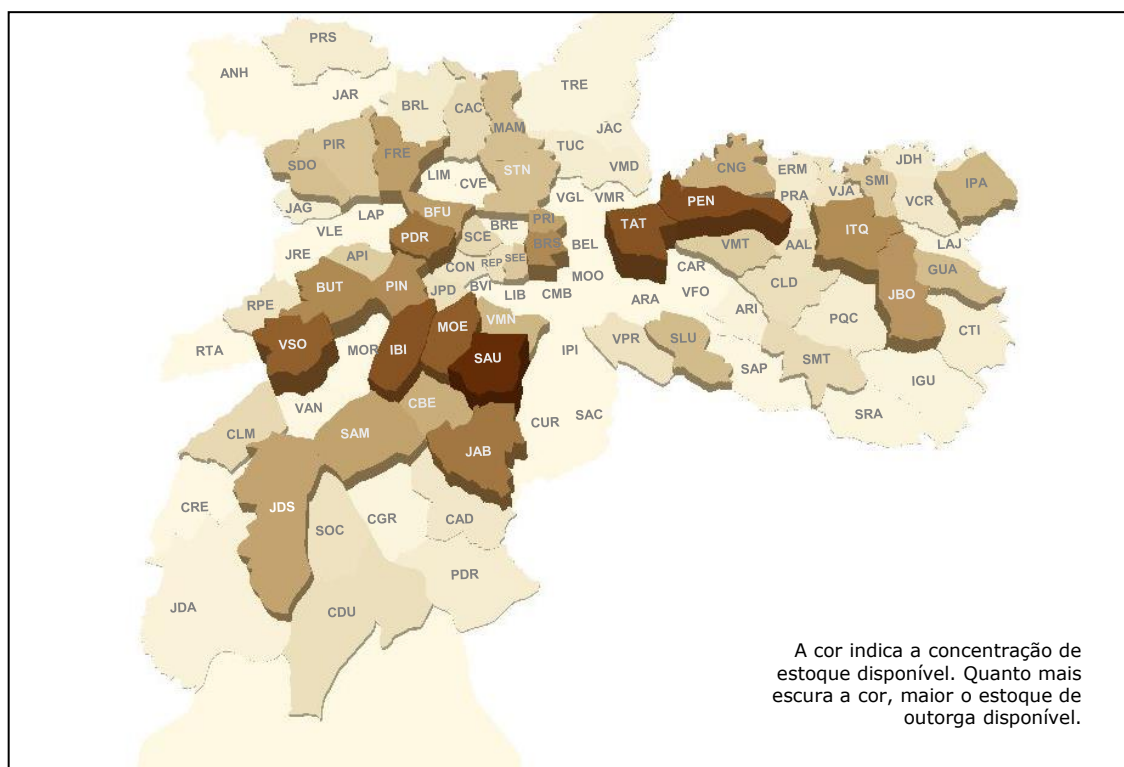 PRS
ANH
JAR
BRL
CAC
MAM
TRE
JAC
TUC
VMD
PIR
SDO
FRE
LIM
CVE
STN
JAG
LAP
VLE
BFU
PDR
BRE
PRI
SCE
BRS
VGL
VMR
BEL
CNG
ERM
PRA
VJA
SMI
JDH
VCR
IPA
PEN
TAT
ITQ
LAJ
JRE
API
CON
REP
SEE
MOO
VMT
AAL
GUA
CAR
CLD
JBO
BUT
PIN
JPD
BVI
LIB
CMB
ARA
VFO
ARI
PQC
CTI
RPE
RTA
VSO
MOR
IBI
MOE
VMN
SAU
IPI
VPR
SLU
SAP
SMT
IGU
SRA
VAN
CBE
CUR
SAC
CLM
SAM
JAB
CRE
JDS
SOC
CGR
CAD
JDA
CDU
PDR
A cor indica a concentração de
estoque disponível. Quanto mais
escura a cor, maior o estoque de
outorga disponível.